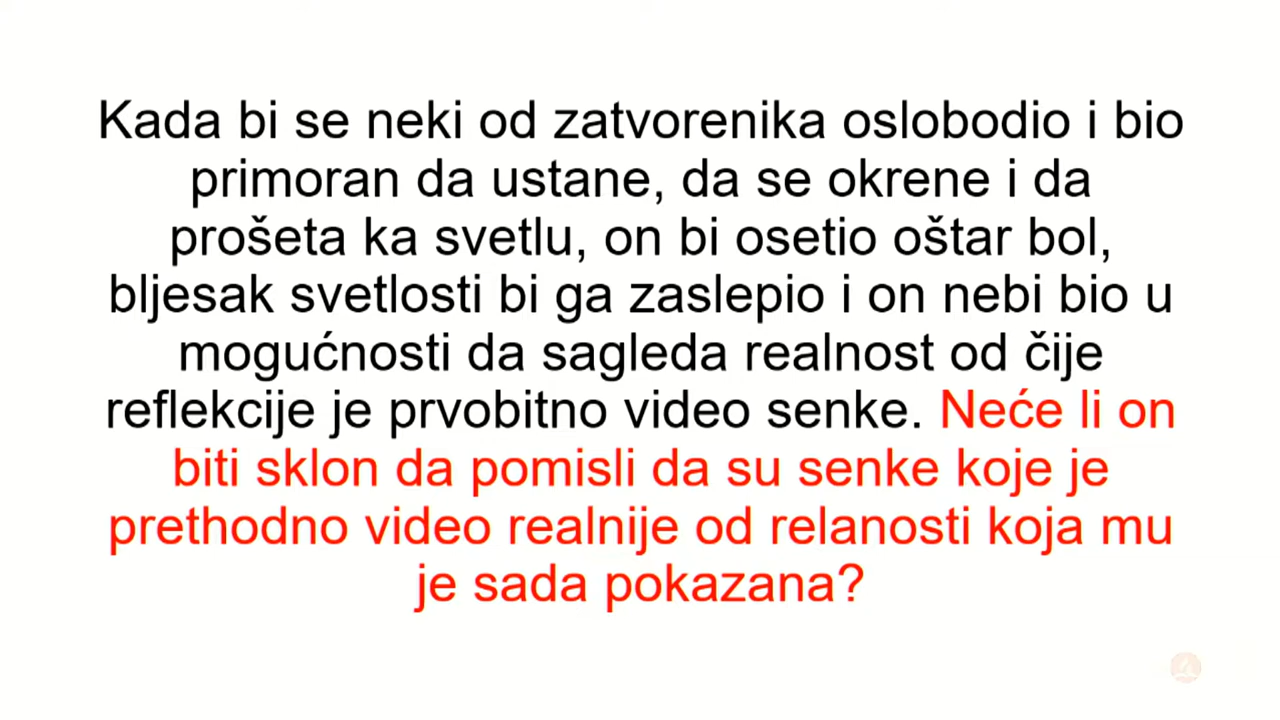 Kada bi se neki od zatvorenika oslobodio i bio
primoran da ustane, da se okrene i da
prošeta ka svetlu, on bi osetio oštar bol,
bljesak svetlosti bi ga zaslepio i on nebi bio u
mogućnosti da sagleda realnost od čije
reflekcije je prvobitno video senke. Neće li on
biti sklon da pomisli da su senke koje je
prethodno video realnije od relanosti koja mu
je sada pokazana?